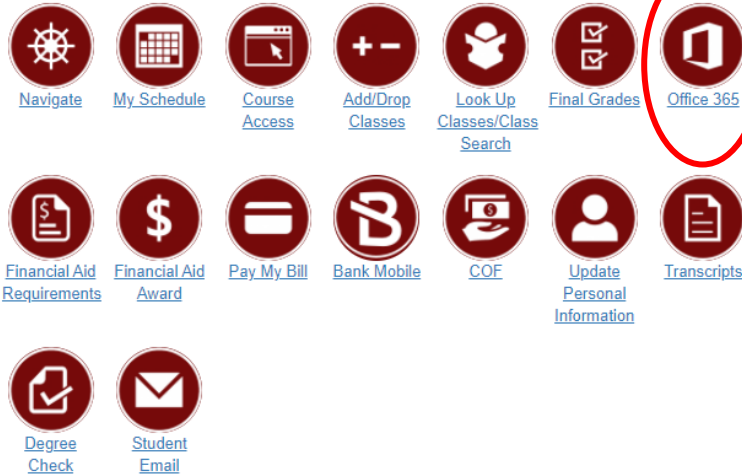 Navigate
My Schedule
Course
Access
Add/Drop
Classes
Look Up
Classes/Class
Search
Final Grades
Office 365
Financial Aid
Requirements
Financial Aid
Award
Pay My Bill
Bank Mobile
COF
Update
Personal
Information
Transcripts
Degree
Check
Student
Email